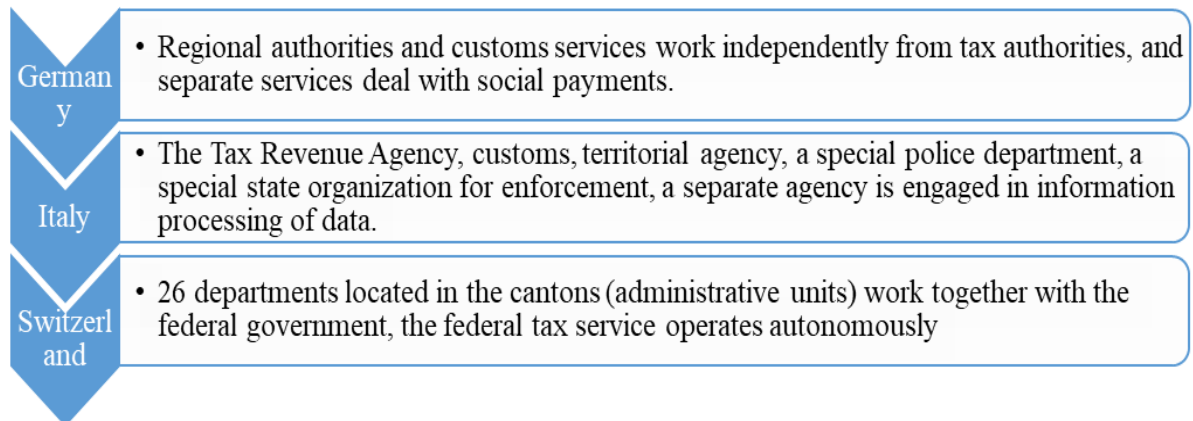 German
y
• Regional authorities and customs services work independently from tax authorities, and
separate services deal with social payments.
Italy
• The Tax Revenue Agency, customs, territorial agency, a special police department, a
special state organization for enforcement, a separate agency is engaged in information
processing of data.
Switzerl
and
• 26 departments located in the cantons (administrative units) work together with the
federal government, the federal tax service operates autonomously